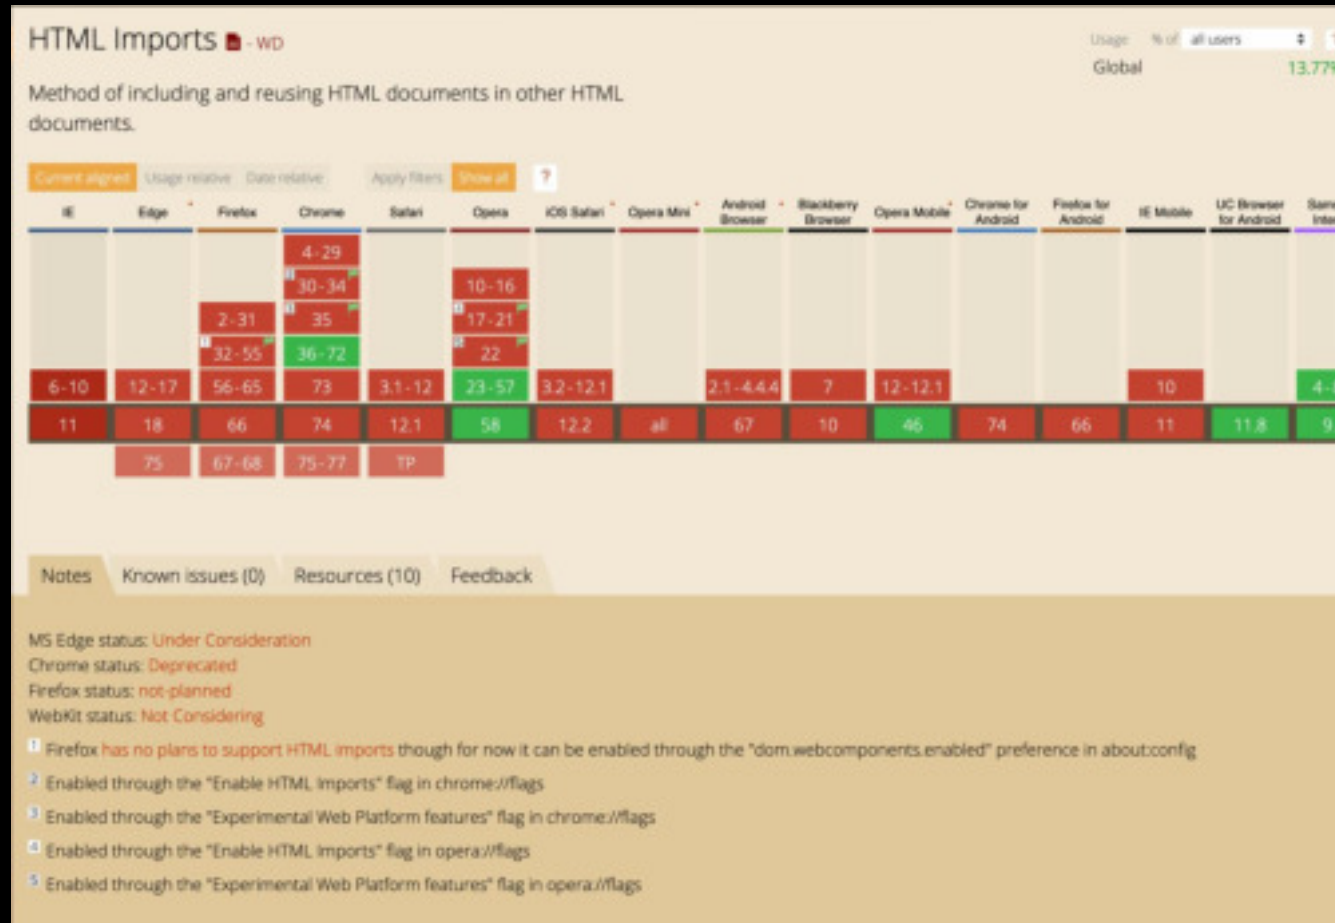 HTML Imports - WD
Usage % of all users
Global 13.77%
Method of including and reusing HTML documents in other HTML
documents.
Current aligned Usage relative Date relative Apply filters Show all ?
IE Edge * Firefox Chrome Safari Opera iOS Safari * Opera Mini * Android Browser * Blackberry Browser Opera Mobile * Chrome for Android Firefox for Android IE Mobile UC Browser for Android
4-29
2 30-34 10-16
2-31 3 35 4 17-21
1 32-55 36-72 5 22
6-10 12-17 56-65 73 3.1-12 23-57 3.2-12.1 2.1-4.4.4 7 12-12.1 10 4-
11 18 66 74 12.1 58 12.2 all 67 10 46 74 66 11 11.8 9
75 67-68 75-77 TP
Notes Known issues (0) Resources (10) Feedback
MS Edge status: Under Consideration
Chrome status: Deprecated
Firefox status: not-planned
WebKit status: Not Considering
1 Firefox has no plans to support HTML imports though for now it can be enabled through the "dom.webcomponents.enabled" preference in about:config
2 Enabled through the "Enable HTML Imports" flag in chrome://flags
3 Enabled through the "Experimental Web Platform features" flag in chrome://flags
4 Enabled through the "Enable HTML Imports" flag in opera://flags
5 Enabled through the "Experimental Web Platform features" flag in opera://flags